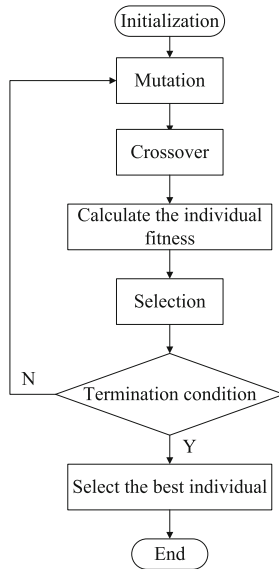 Initialization
Mutation
Crossover
Calculate the individual
fitness
Selection
Termination condition
N
Y
Select the best individual
End